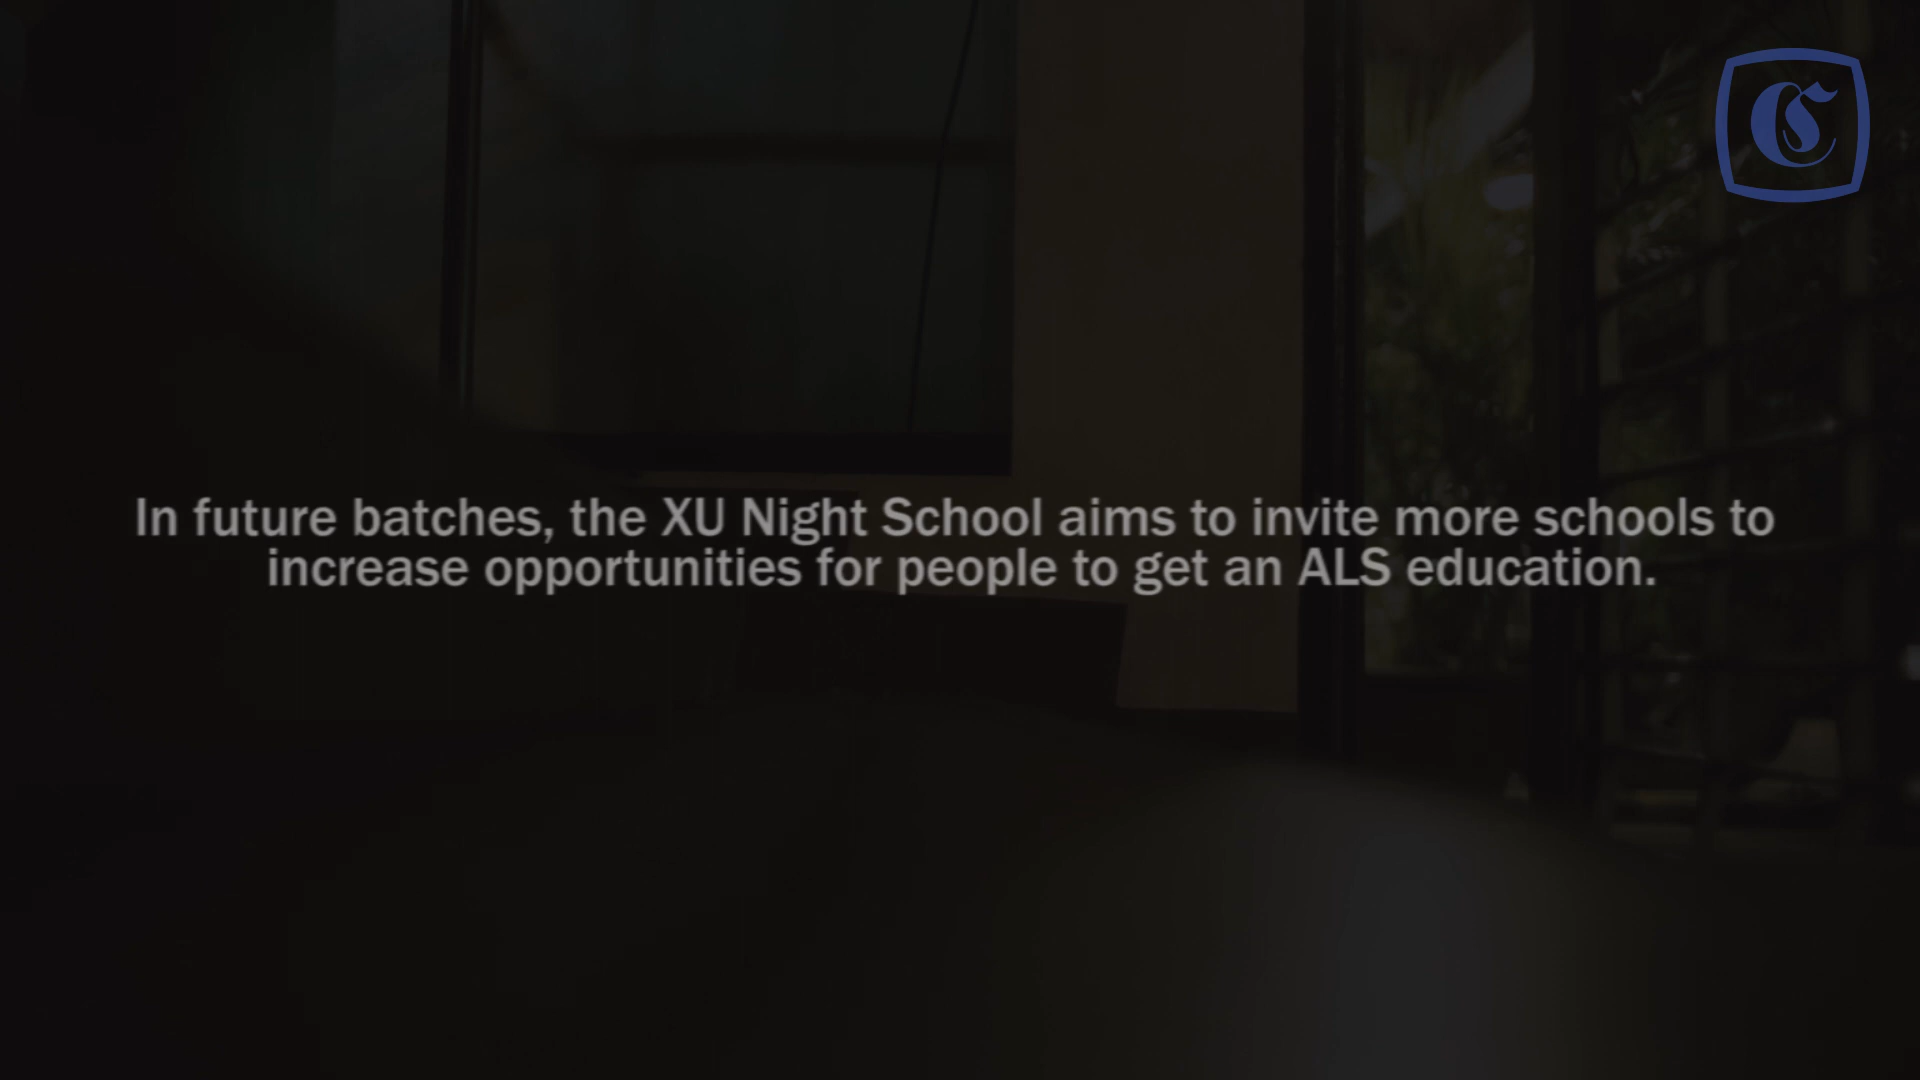 In future batches, the XU Night School aims to invite more schools to
increase opportunities for people to get an ALS education.